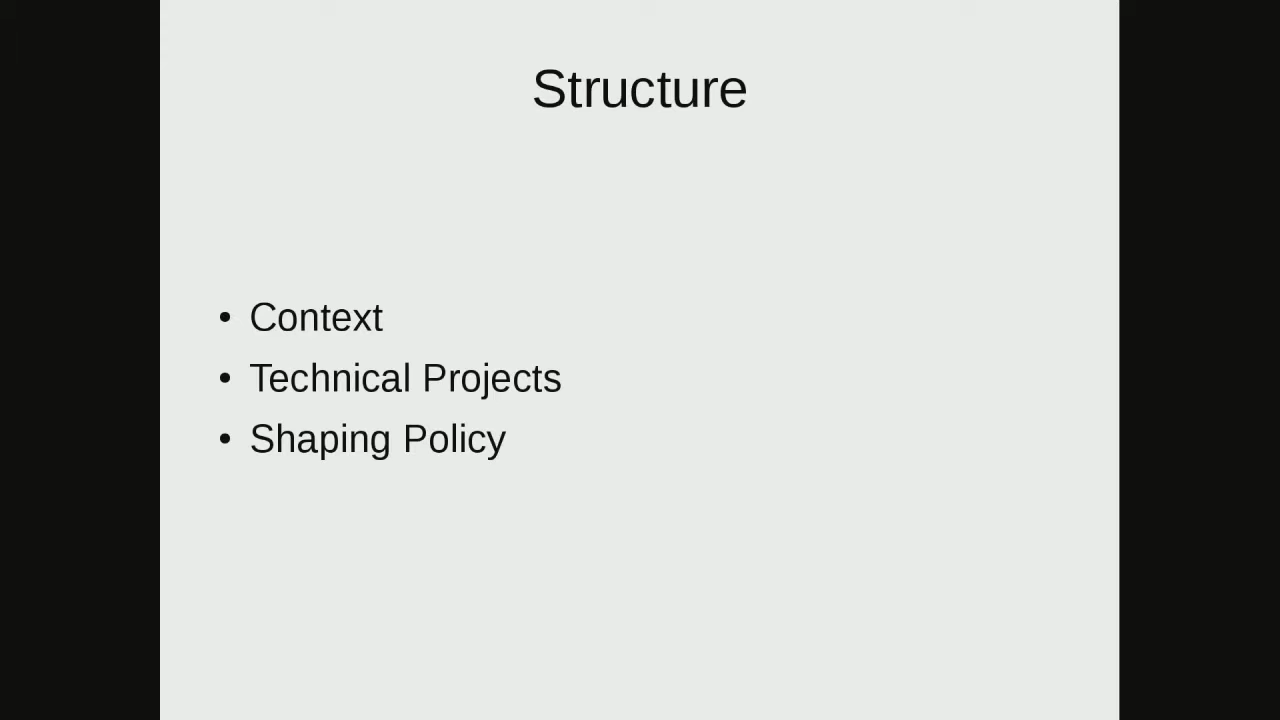 Structure
• Context
• Technical Projects
• Shaping Policy